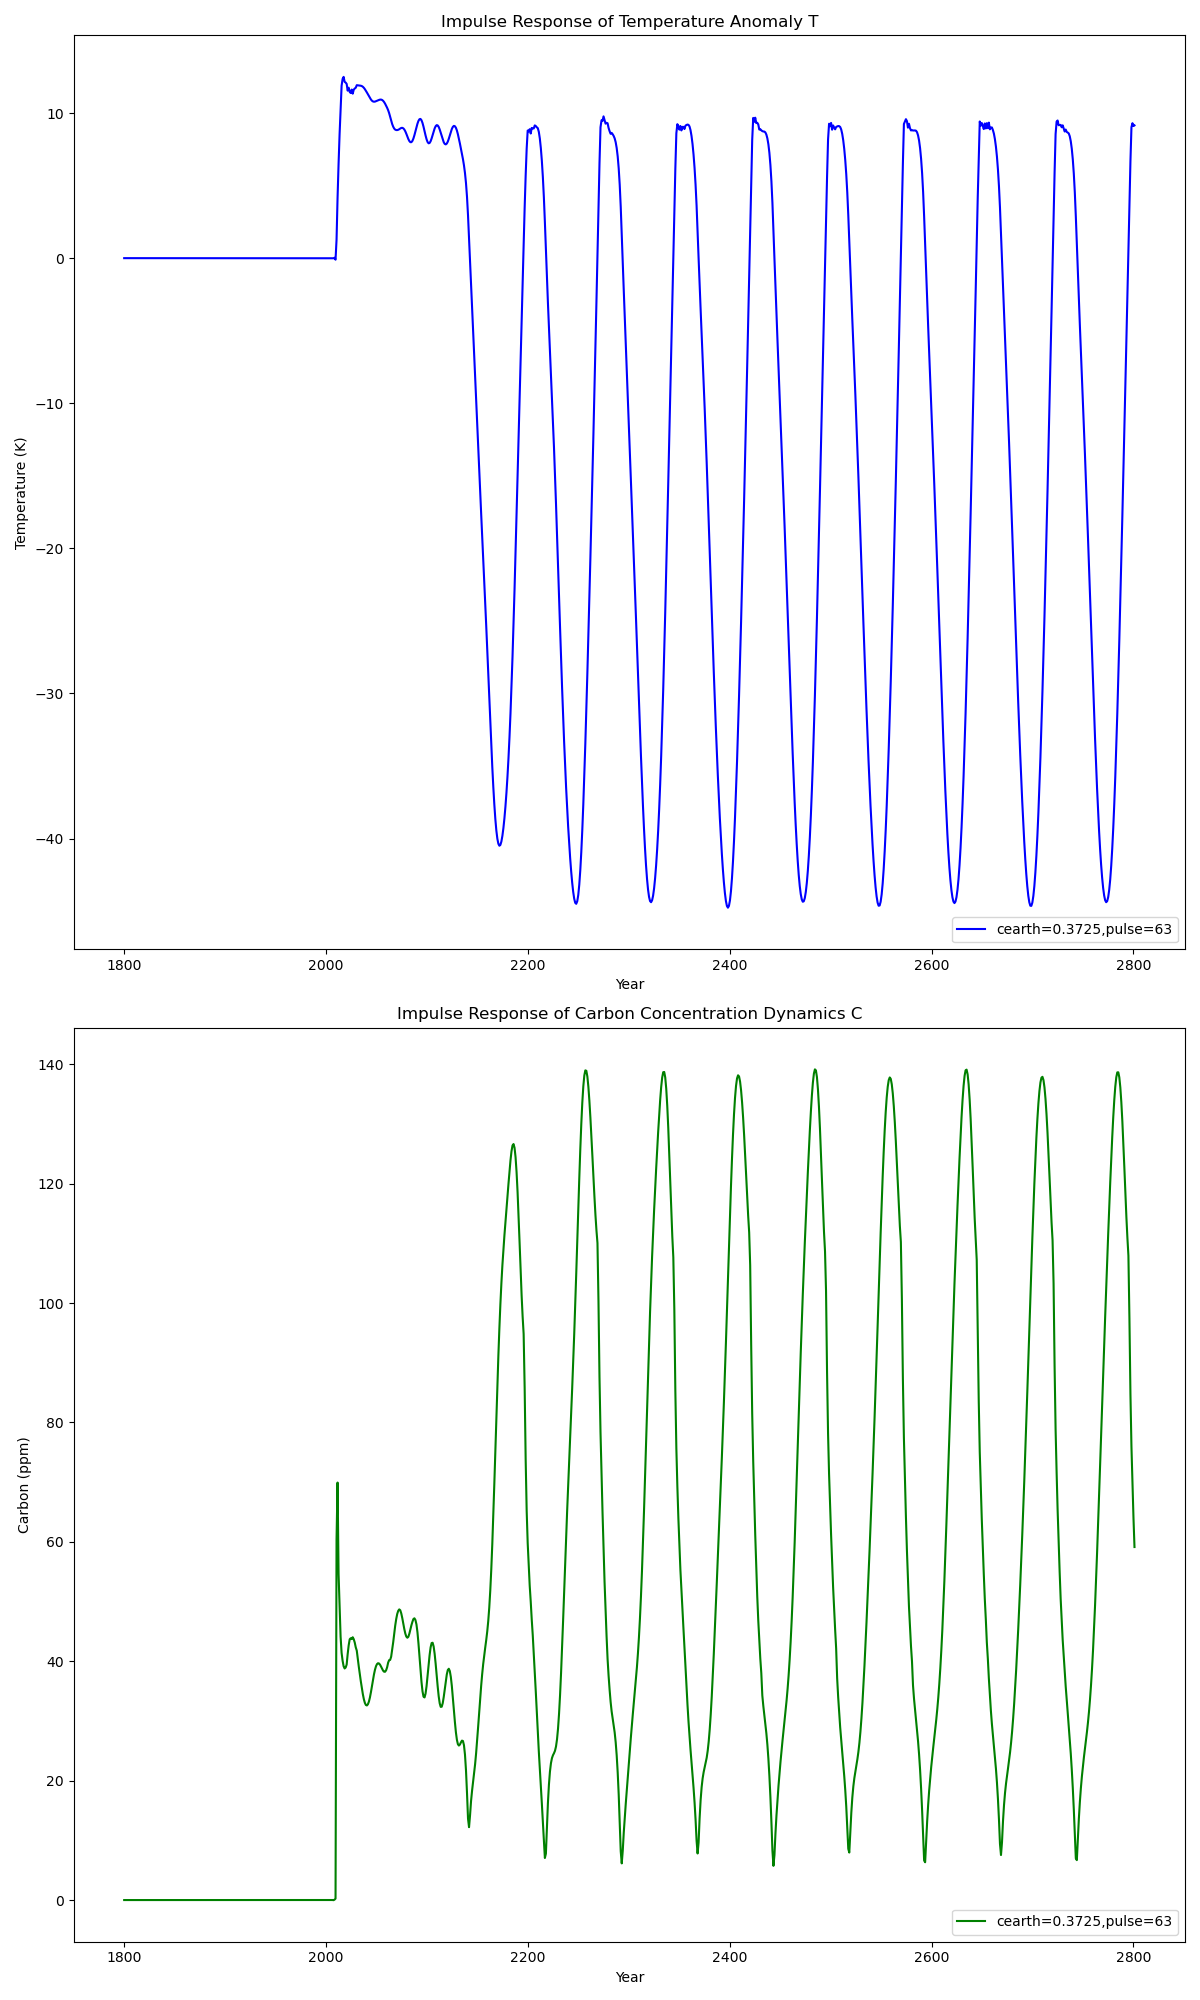 Impulse Response of Temperature Anomaly T
10
0
−10
−20
−30
−40
Temperature (K)
cearth=0.3725,pulse=63
1800 2000 2200 2400 2600 2800
Year
Impulse Response of Carbon Concentration Dynamics C
140
120
100
80
60
40
20
0
Carbon (ppm)
cearth=0.3725,pulse=63
1800 2000 2200 2400 2600 2800
Year